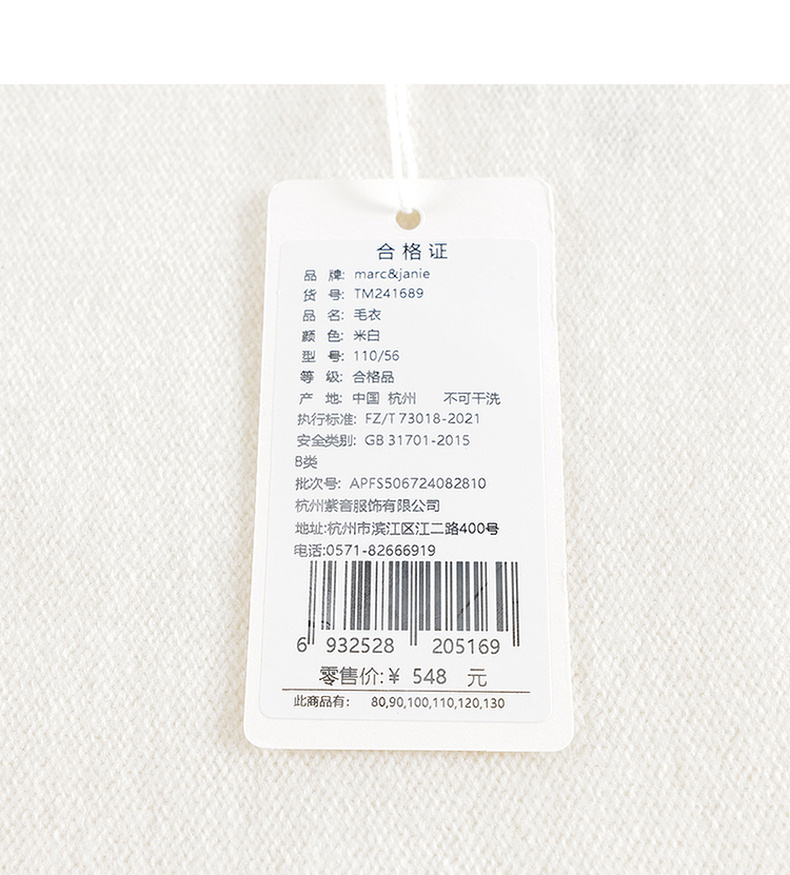 合格证
品 牌: marc&janie
货 号: TM241689
品 名: 毛衣
颜 色: 米白
型 号: 110/56
等 级: 合格品
产 地: 中国 杭州 不可干洗
执行标准: FZ/T 73018-2021
安全类别: GB 31701-2015
B类
批次号: APFS506724082810
杭州紫音服饰有限公司
地址:杭州市滨江区江二路400号
电话:0571-82666919
6 932528 205169
零售价:¥ 548 元
此商品有: 80,90,100,110,120,130